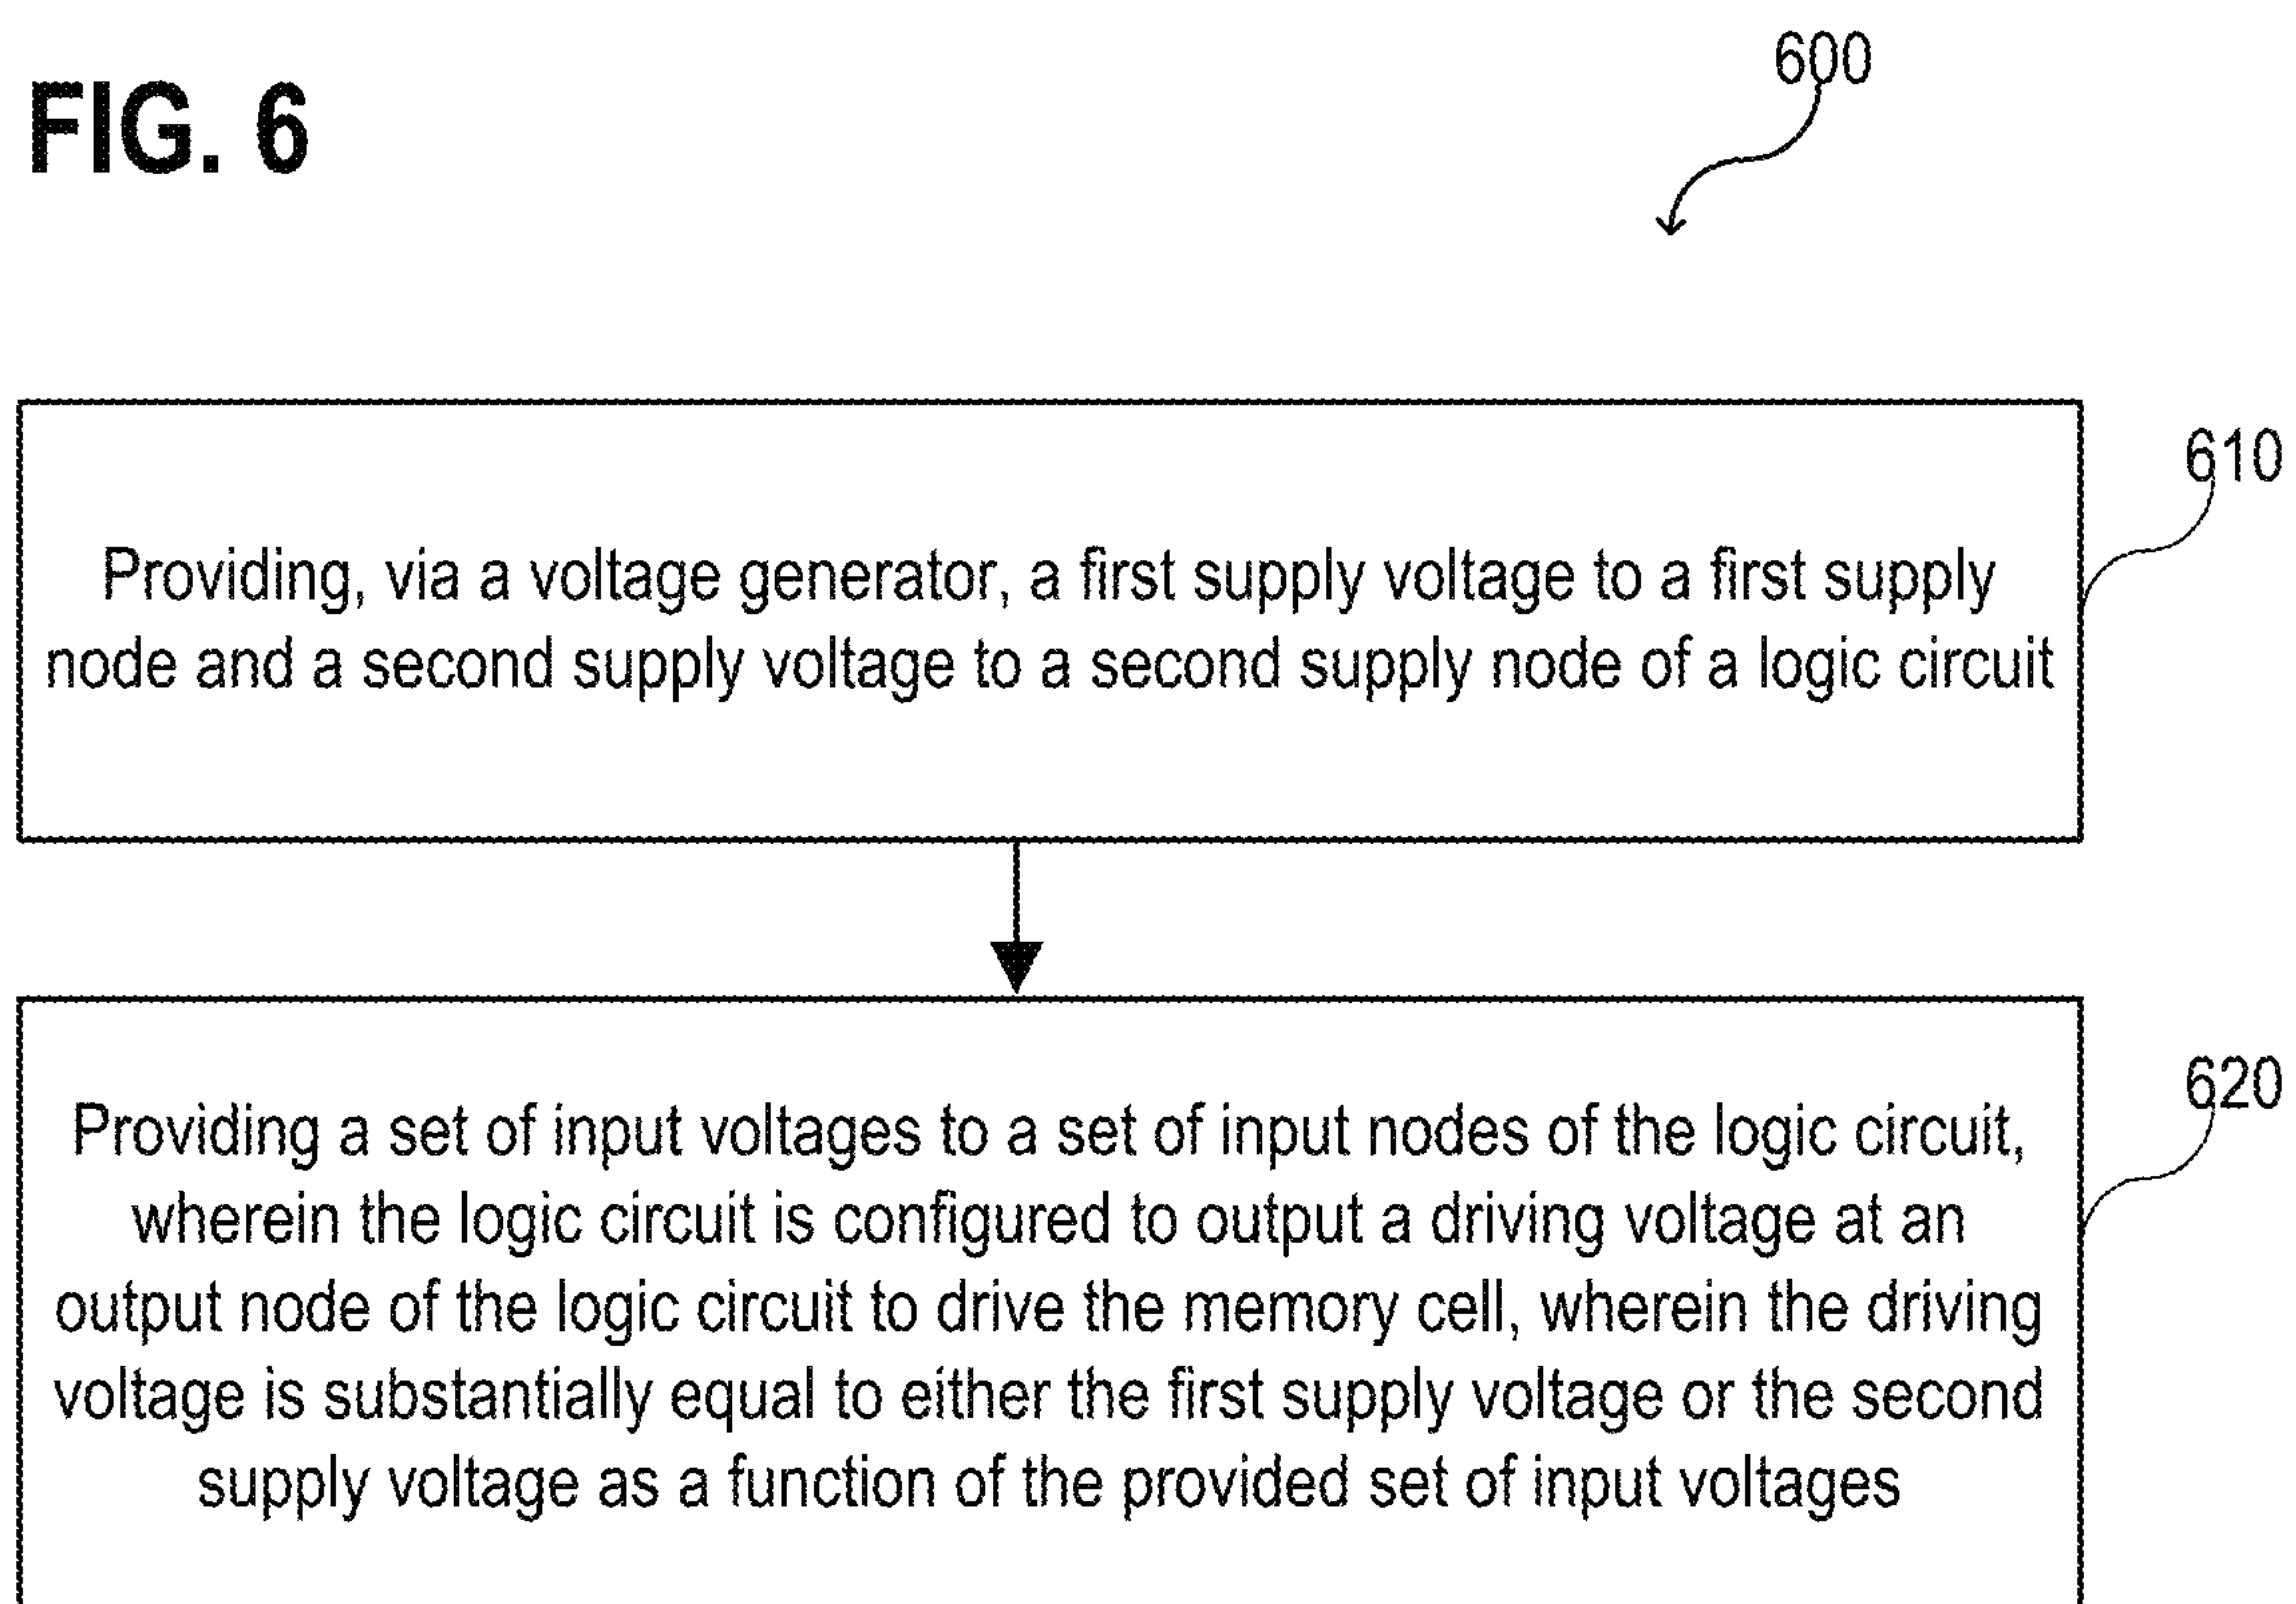 FIG. 6
600
610
Providing, via a voltage generator, a first supply voltage to a first supply
node and a second supply voltage to a second supply node of a logic circuit
620
Providing a set of input voltages to a set of input nodes of the logic circuit,
wherein the logic circuit is configured to output a driving voltage at an
output node of the logic circuit to drive the memory cell, wherein the driving
voltage is substantially equal to either the first supply voltage or the second
supply voltage as a function of the provided set of input voltages